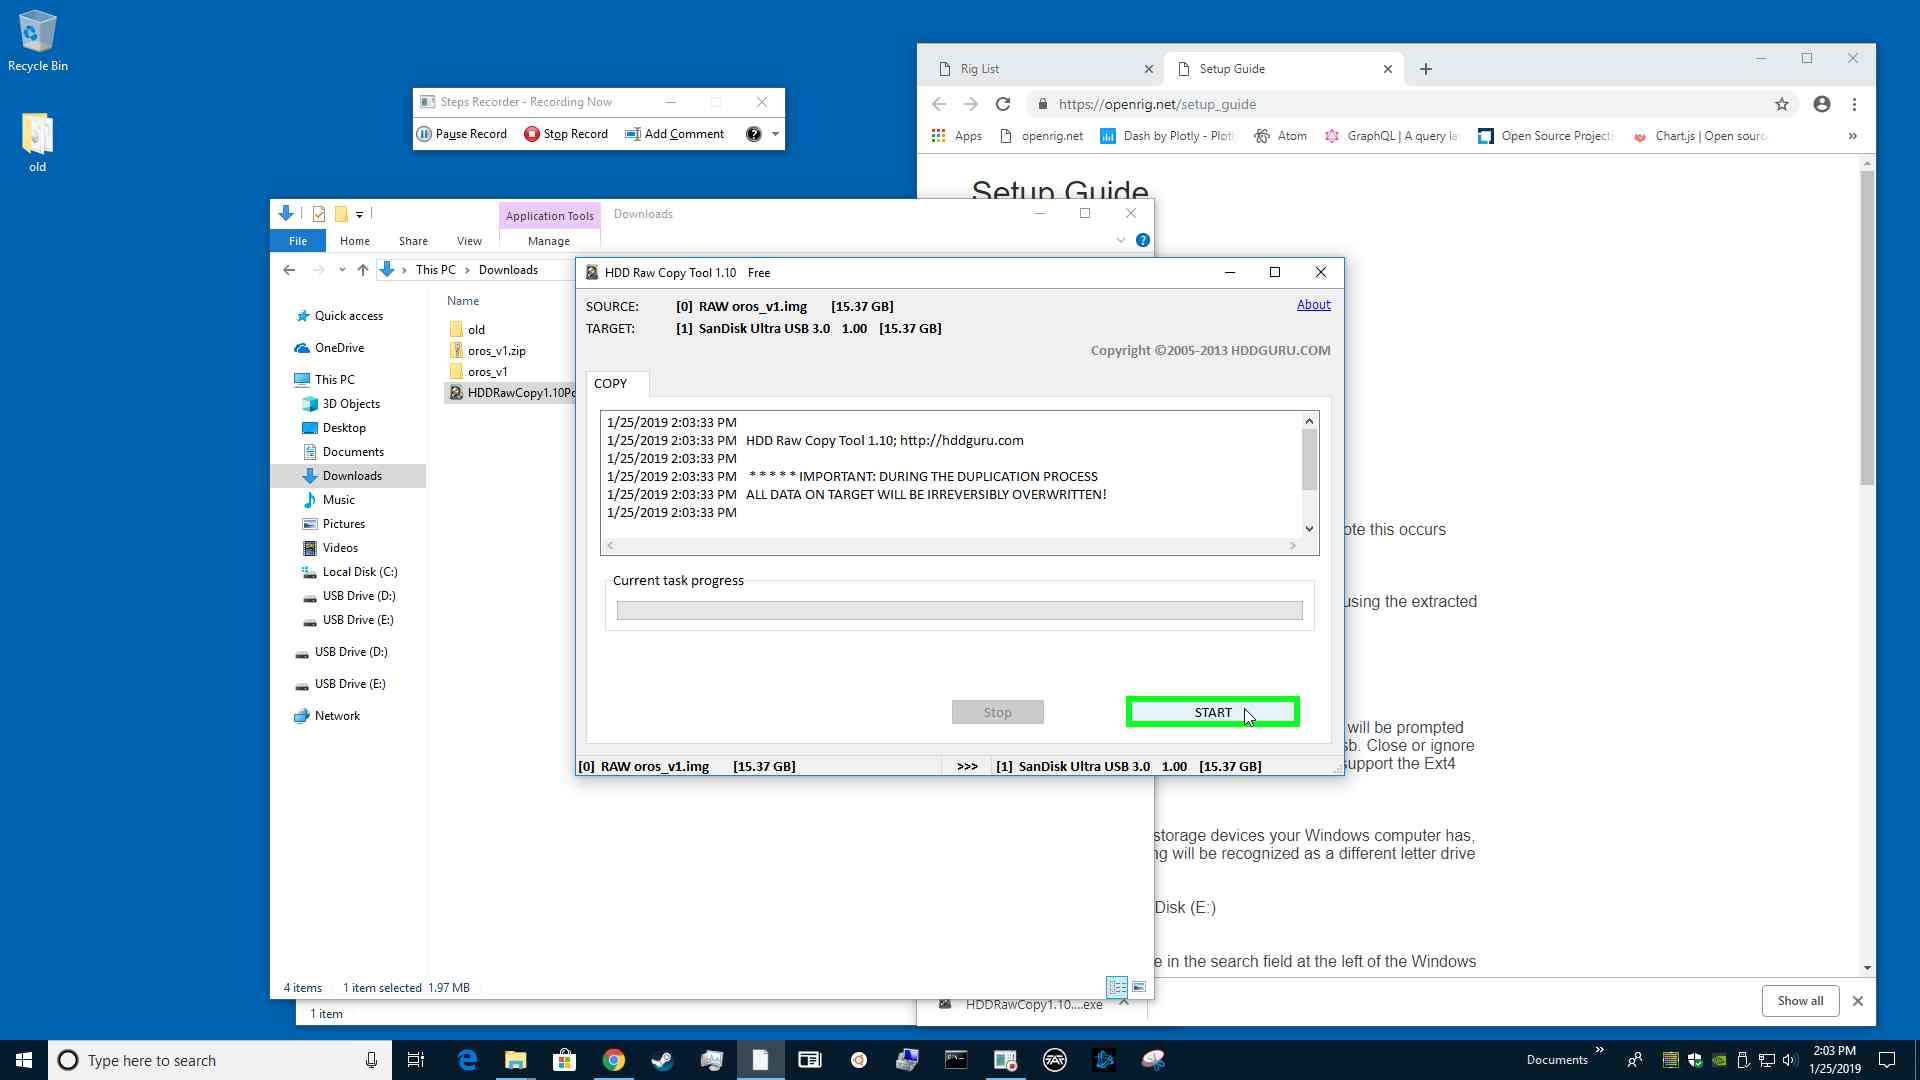 Recycle Bin
old
Steps Recorder - Recording Now
Pause Record
Stop Record
Add Comment
Rig List
Setup Guide
https://openrig.net/setup_guide
Apps
openrig.net
Dash by Plotly - Plotl
Atom
GraphQL | A query la
Open Source Projects
Chart.js | Open sourc
»
Setup Guide
Application Tools
Downloads
File
Home
Share
View
Manage
This PC > Downloads
Name
old
oros_v1.zip
oros_v1
HDDRawCopy1.10Po
Quick access
OneDrive
This PC
3D Objects
Desktop
Documents
Downloads
Music
Pictures
Videos
Local Disk (C:)
USB Drive (D:)
USB Drive (E:)
USB Drive (D:)
USB Drive (E:)
Network
4 items 1 item selected 1.97 MB
1 item
HDD Raw Copy Tool 1.10 Free
SOURCE: [0] RAW oros_v1.img [15.37 GB]
About
TARGET: [1] SanDisk Ultra USB 3.0 1.00 [15.37 GB]
Copyright ©2005-2013 HDDGURU.COM
COPY
1/25/2019 2:03:33 PM
1/25/2019 2:03:33 PM HDD Raw Copy Tool 1.10; http://hddguru.com
1/25/2019 2:03:33 PM
1/25/2019 2:03:33 PM * * * * * IMPORTANT: DURING THE DUPLICATION PROCESS
1/25/2019 2:03:33 PM ALL DATA ON TARGET WILL BE IRREVERSIBLY OVERWRITTEN!
1/25/2019 2:03:33 PM
Current task progress
Stop
START
[0] RAW oros_v1.img [15.37 GB] >>> [1] SanDisk Ultra USB 3.0 1.00 [15.37 GB]
ote this occurs
using the extracted
will be prompted
sb. Close or ignore
support the Ext4
storage devices your Windows computer has,
ng will be recognized as a different letter drive
Disk (E:)
e in the search field at the left of the Windows
HDDRawCopy1.10....exe
Show all
Type here to search
Documents
»
2:03 PM
1/25/2019